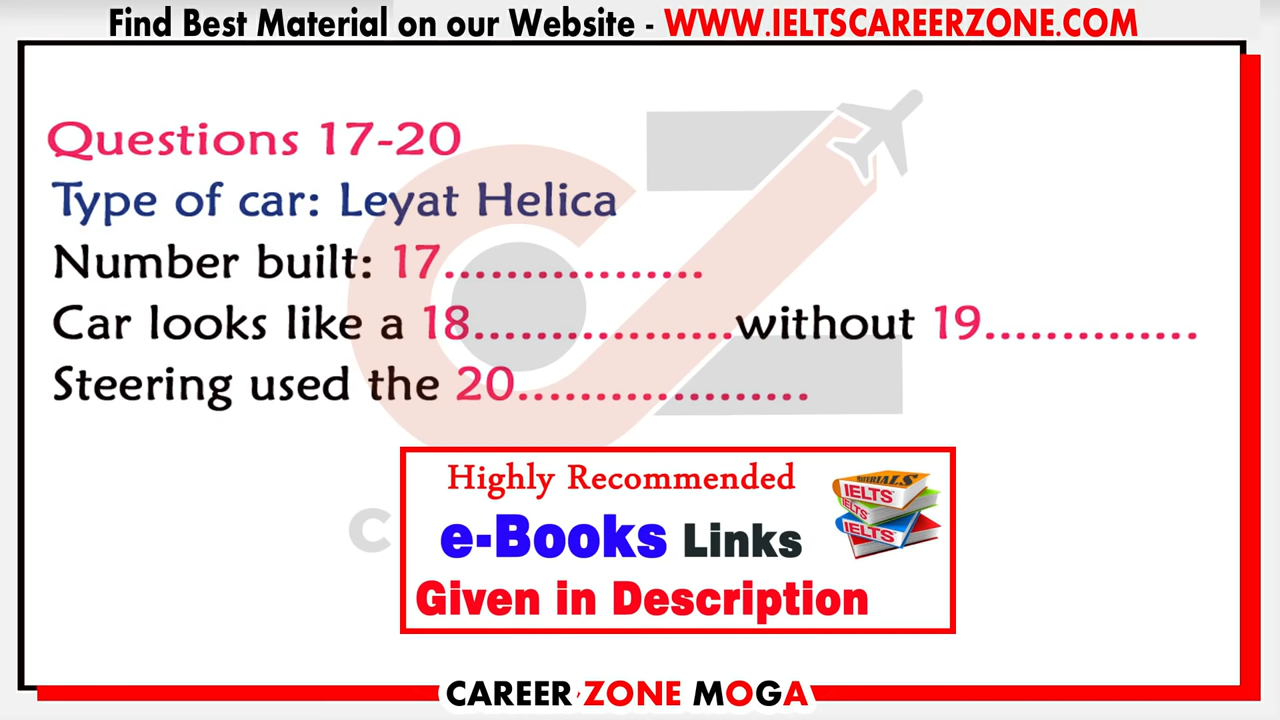 Find Best Material on our Website - WWW.IELTSCAREERZONE.COM
Questions 17-20
Type of car: Leyat Helica
Number built: 17................
Car looks like a 18.................without 19..............
Steering used the 20...................
Highly Recommended
e-Books Links
Given in Description
MATERIALS
IELTS
IELTS
IELTS
C
CAREER ZONE MOGA